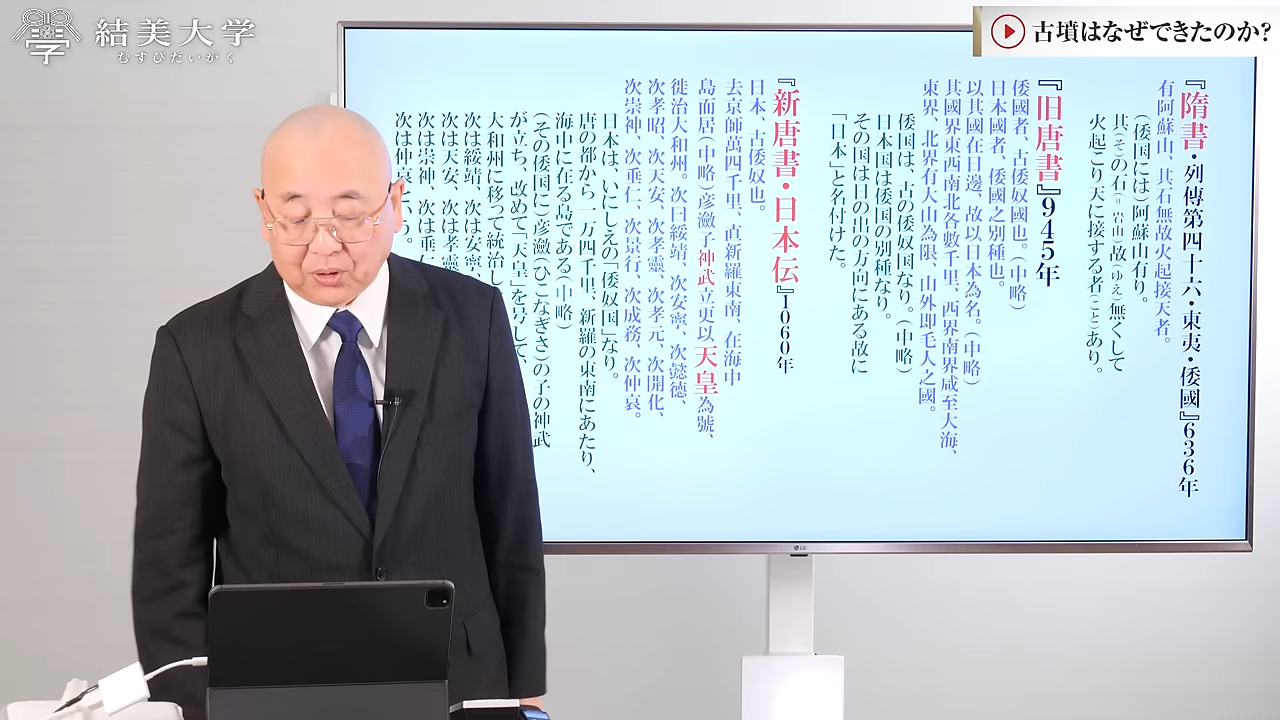 結美大学
むすびたいがく
古墳はなぜできたのか?
『隋書・列傳第四十六・東夷・倭國』636年
有阿蘇山、其石無故火起接天者。
(倭国には)阿蘇山有り。
其(その)石(=岩山)故(ゆえ)無くして
火起こり天に接する者(こと)あり。
『旧唐書』945年
倭國者、古倭奴國也。(中略)
日本國者、倭國之別種也。
以其國在日邊、故以日本為名。(中略)
其國界東西南北各數千里、西界南界咸至大海、
東界、北界有大山為限、山外即毛人之國。
倭国は、古の倭奴国なり。(中略)
日本国は倭国の別種なり。
その国は日の出の方向にある故に
「日本」と名付けた。
『新唐書・日本伝』1060年
日本、古倭奴也。
去京師萬四千里、直新羅東南、在海中
島而居(中略)彦瀲子神武立更以天皇為號、
徙治大和州。次曰綏靖、次安寧、次懿徳、
次孝昭、次天安、次孝靈、次孝元、次開化、
次崇神、次垂仁、次景行、次成務、次仲哀。
日本は、いにしえの「倭奴国」なり。
唐の都から一万四千里、新羅の東南にあたり、
海中に在る島である(中略)
(その倭国に)彦瀲(ひこなぎさ)の子の神武
が立ち、改めて「天皇」を号して、
大和州に移って統治し
次は綏靖、次は安寧、
次は天安、次は孝靈
次は崇神、次は垂仁
次は仲哀という。
LG